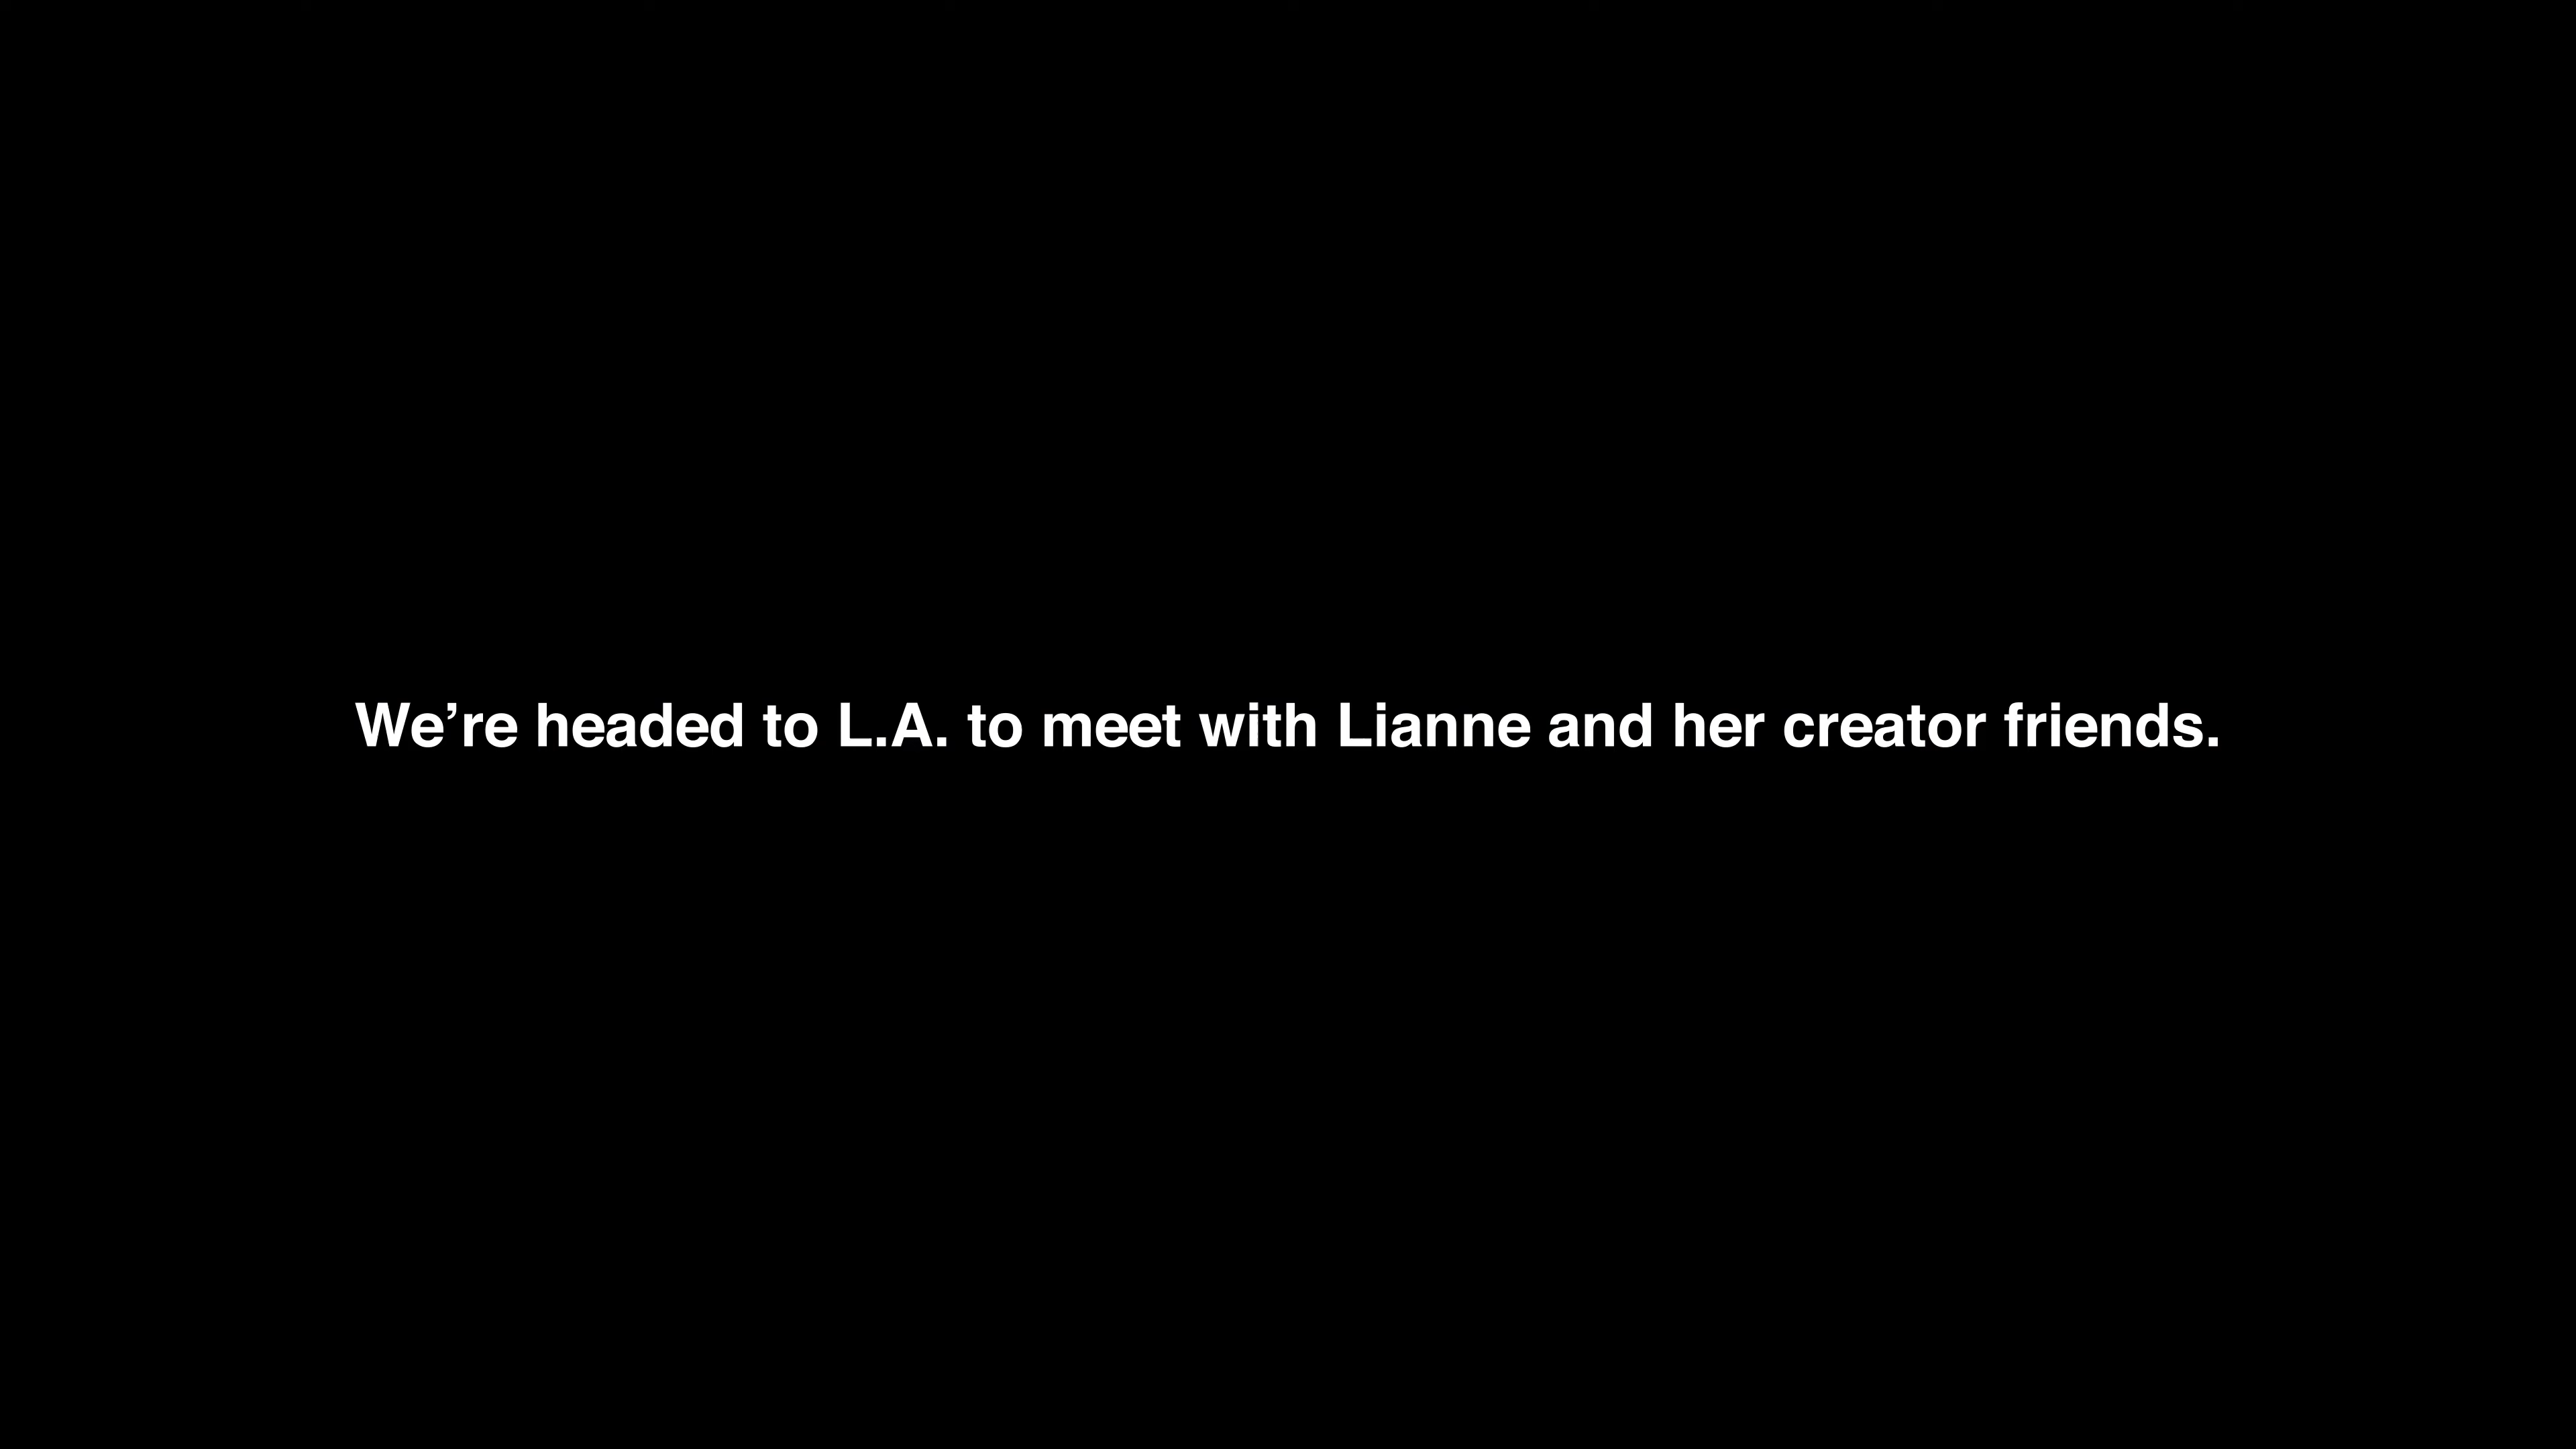 We’re headed to L.A. to meet with Lianne and her creator friends.